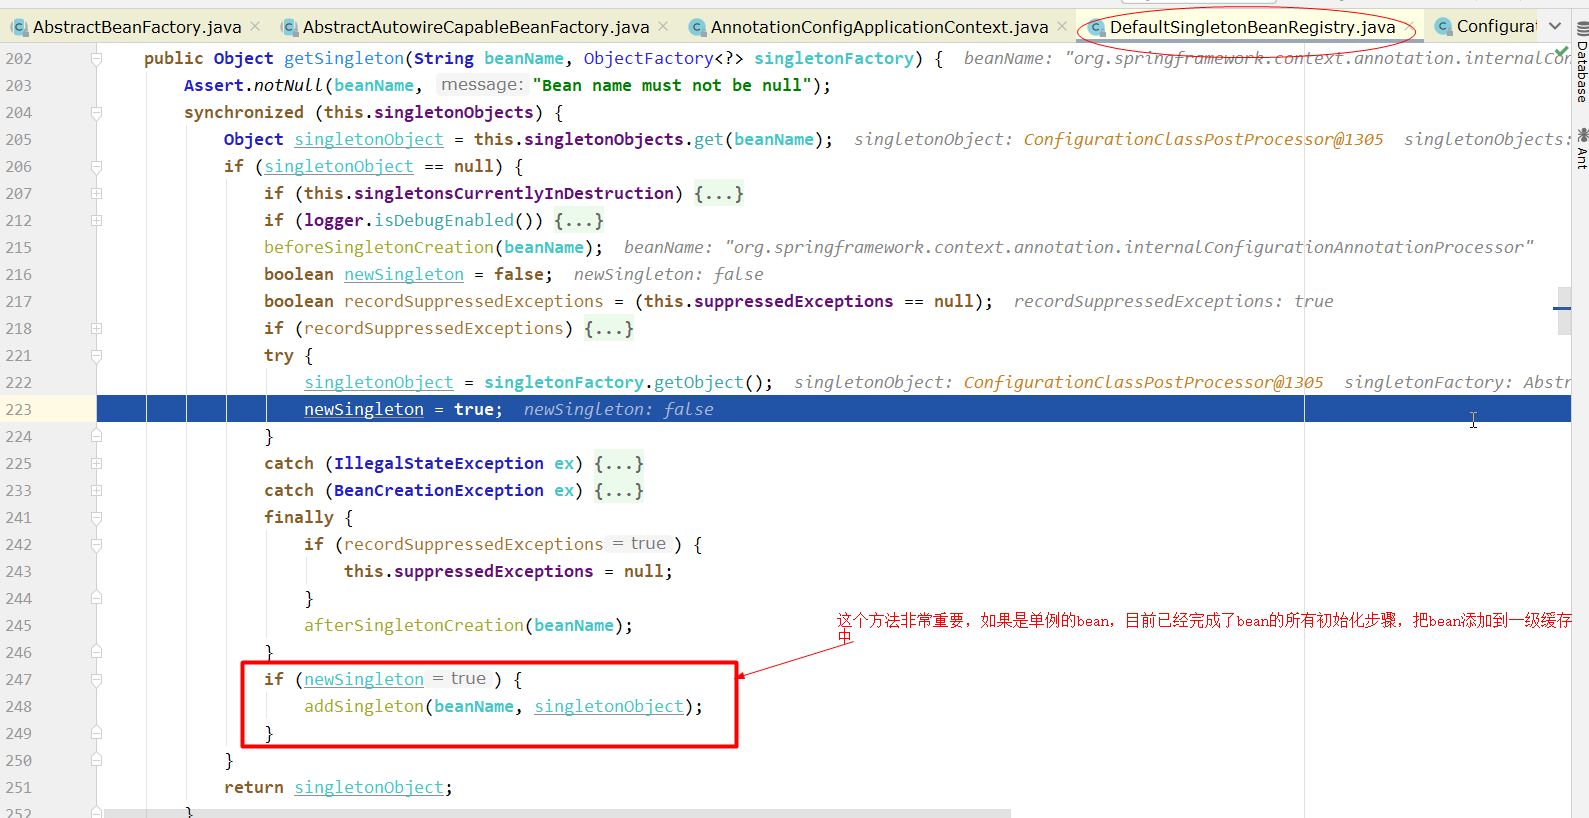 AbstractBeanFactory.java AbstractAutowireCapableBeanFactory.java AnnotationConfigApplicationContext.java DefaultSingletonBeanRegistry.java Configurat
202 public Object getSingleton(String beanName, ObjectFactory<?> singletonFactory) { beanName: "org.springframework.context.annotation.internalCon
203 Assert.notNull(beanName, message: "Bean name must not be null");
204 synchronized (this.singletonObjects) {
205 Object singletonObject = this.singletonObjects.get(beanName); singletonObject: ConfigurationClassPostProcessor@1305 singletonObjects:
206 if (singletonObject == null) {
207 if (this.singletonsCurrentlyInDestruction) {...}
212 if (logger.isDebugEnabled()) {...}
215 beforeSingletonCreation(beanName); beanName: "org.springframework.context.annotation.internalConfigurationAnnotationProcessor"
216 boolean newSingleton = false; newSingleton: false
217 boolean recordSuppressedExceptions = (this.suppressedExceptions == null); recordSuppressedExceptions: true
218 if (recordSuppressedExceptions) {...}
221 try {
222 singletonObject = singletonFactory.getObject(); singletonObject: ConfigurationClassPostProcessor@1305 singletonFactory: Abstr
223 newSingleton = true; newSingleton: false
224 }
225 catch (IllegalStateException ex) {...}
233 catch (BeanCreationException ex) {...}
241 finally {
242 if (recordSuppressedExceptions = true ) {
243 this.suppressedExceptions = null;
244 }
245 afterSingletonCreation(beanName);
这个方法非常重要，如果是单例的bean，目前已经完成了bean的所有初始化步骤，把bean添加到一级缓存
中
246 }
247 if (newSingleton = true ) {
248 addSingleton(beanName, singletonObject);
249 }
250 }
251 return singletonObject;
252 }
Database
Ant